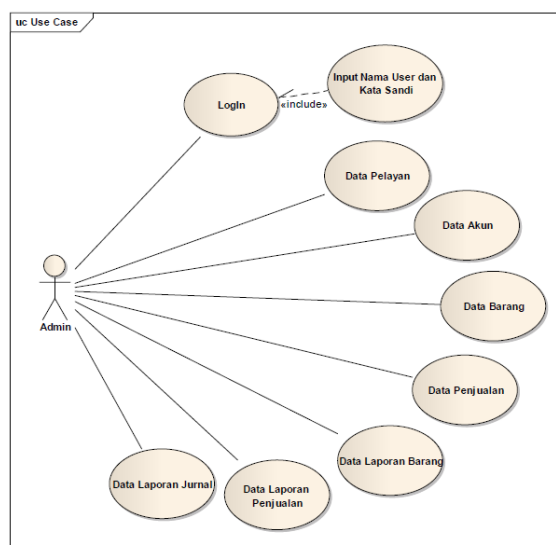 uc Use Case
Input Nama User dan
Kata Sandi
LogIn
«include»
Data Pelayan
Data Akun
Data Barang
Admin
Data Penjualan
Data Laporan Barang
Data Laporan Jurnal
Data Laporan
Penjualan